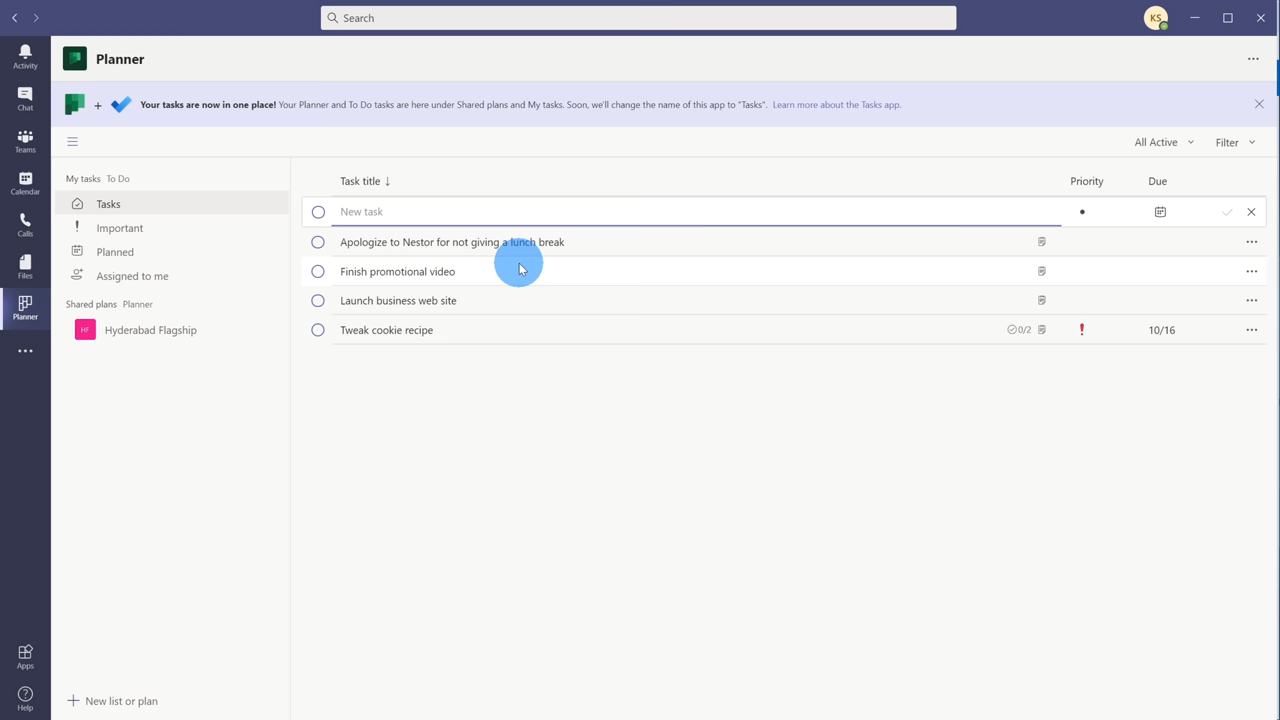 Search
KS
Activity
Chat
Teams
Calendar
Calls
Files
Planner
Apps
Help
Planner
Your tasks are now in one place! Your Planner and To Do tasks are here under Shared plans and My tasks. Soon, we'll change the name of this app to "Tasks". Learn more about the Tasks app.
All Active
Filter
My tasks To Do
Tasks
Important
Planned
Assigned to me
Shared plans Planner
HF Hyderabad Flagship
New list or plan
Task title ↓ Priority Due
New task
Apologize to Nestor for not giving a lunch break
Finish promotional video
Launch business web site
Tweak cookie recipe 0/2 10/16